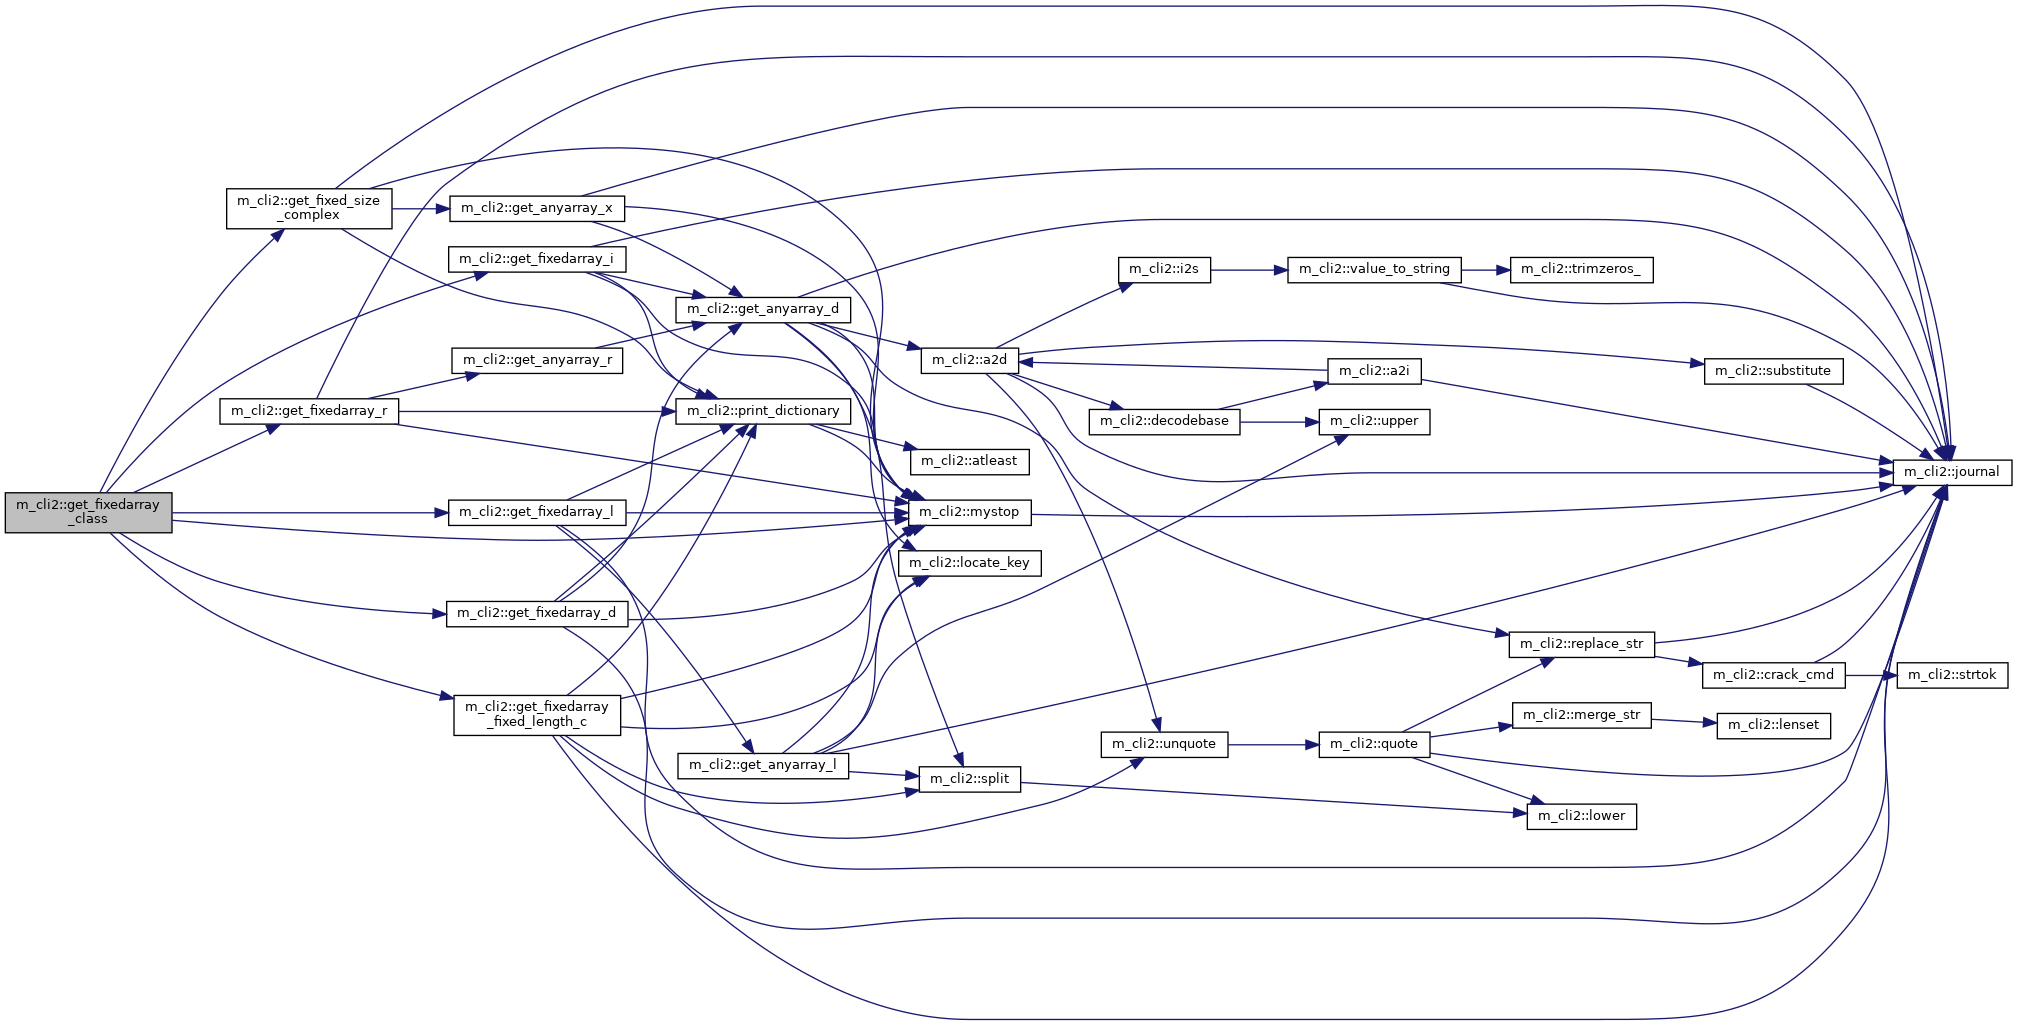 m_cli2::get_fixedarray
_class
m_cli2::get_fixed_size
_complex
m_cli2::get_fixedarray_r
m_cli2::get_anyarray_x
m_cli2::get_fixedarray_i
m_cli2::get_anyarray_r
m_cli2::get_fixedarray_l
m_cli2::get_fixedarray_d
m_cli2::get_fixedarray
_fixed_length_c
m_cli2::get_anyarray_d
m_cli2::print_dictionary
m_cli2::get_anyarray_l
m_cli2::a2d
m_cli2::atleast
m_cli2::mystop
m_cli2::locate_key
m_cli2::split
m_cli2::i2s
m_cli2::decodebase
m_cli2::unquote
m_cli2::value_to_string
m_cli2::a2i
m_cli2::upper
m_cli2::quote
m_cli2::trimzeros_
m_cli2::replace_str
m_cli2::merge_str
m_cli2::lower
m_cli2::substitute
m_cli2::crack_cmd
m_cli2::lenset
m_cli2::journal
m_cli2::strtok